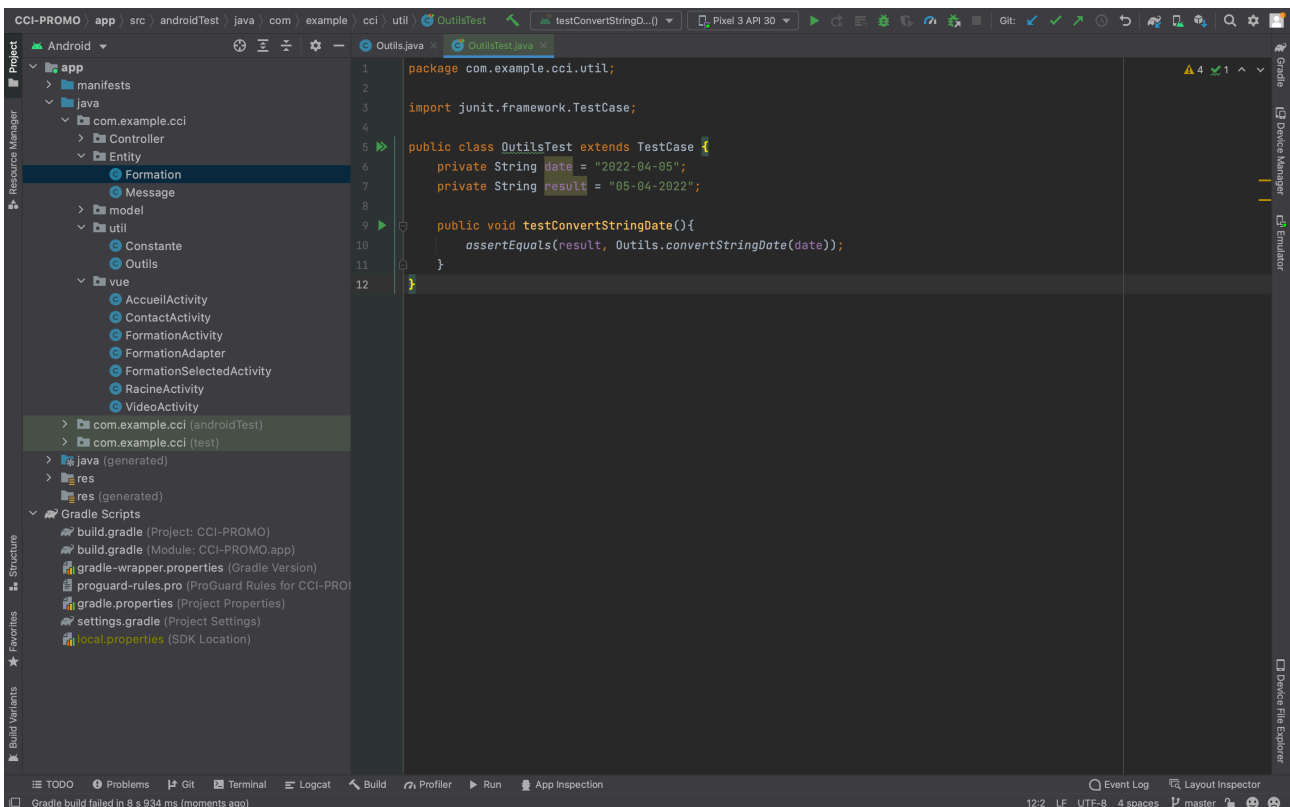 CCI-PROMO app src androidTest java com example cci util OutilsTest testConvertStringD...() Pixel 3 API 30 Git:
Project
Resource Manager
Structure
Favorites
Build Variants
Android
app
manifests
java
com.example.cci
Controller
Entity
Formation
Message
model
util
Constante
Outils
vue
AccueilActivity
ContactActivity
FormationActivity
FormationAdapter
FormationSelectedActivity
RacineActivity
VideoActivity
com.example.cci (androidTest)
com.example.cci (test)
java (generated)
res
res (generated)
Gradle Scripts
build.gradle (Project: CCI-PROMO)
build.gradle (Module: CCI-PROMO.app)
gradle-wrapper.properties (Gradle Version)
proguard-rules.pro (ProGuard Rules for CCI-PRO
gradle.properties (Project Properties)
settings.gradle (Project Settings)
local.properties (SDK Location)
Outils.java OutilsTest.java
1 package com.example.cci.util;
2
3 import junit.framework.TestCase;
4
5 public class OutilsTest extends TestCase {
6 private String date = "2022-04-05";
7 private String result = "05-04-2022";
8
9 public void testConvertStringDate(){
10 assertEquals(result, Outils.convertStringDate(date));
11 }
12 }
4 1
Gradle
Device Manager
Emulator
Device File Explorer
TODO Problems Git Terminal Logcat Build Profiler Run App Inspection Event Log Layout Inspector
Gradle build failed in 8 s 934 ms (moments ago) 12:2 LF UTF-8 4 spaces master